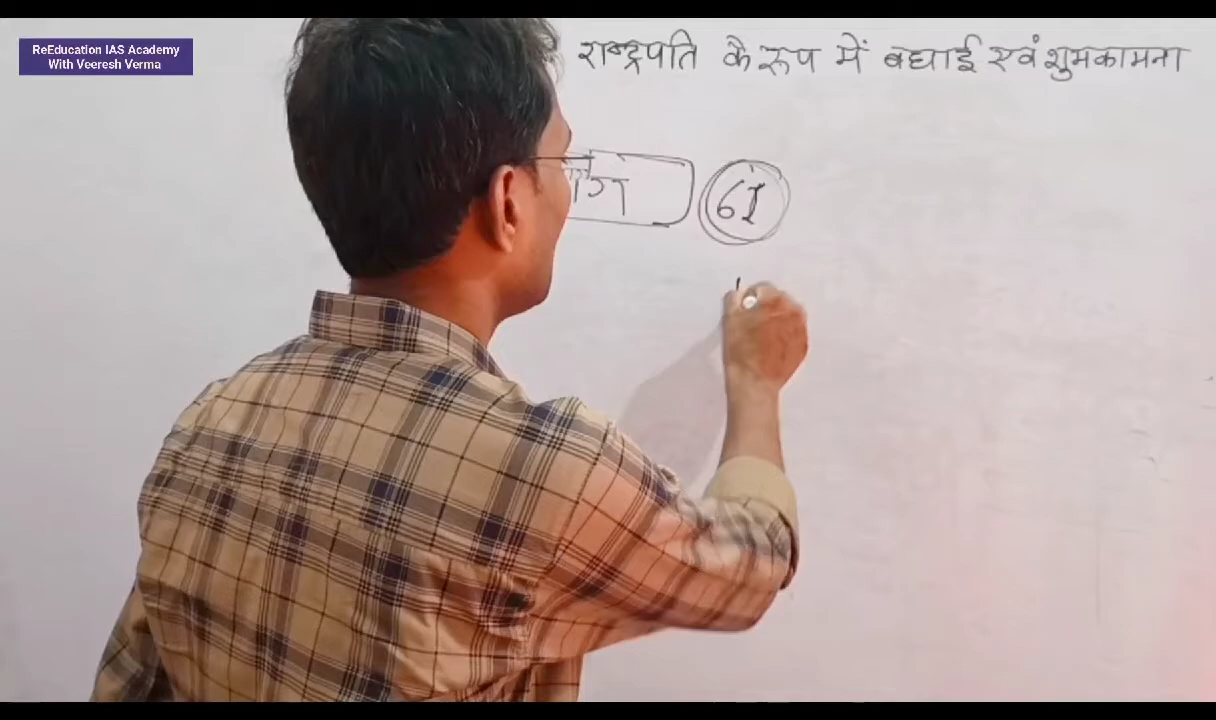 ReEducation IAS Academy
With Veeresh Verma
राष्ट्रपति के रूप में बधाई एवं शुभकामना
61